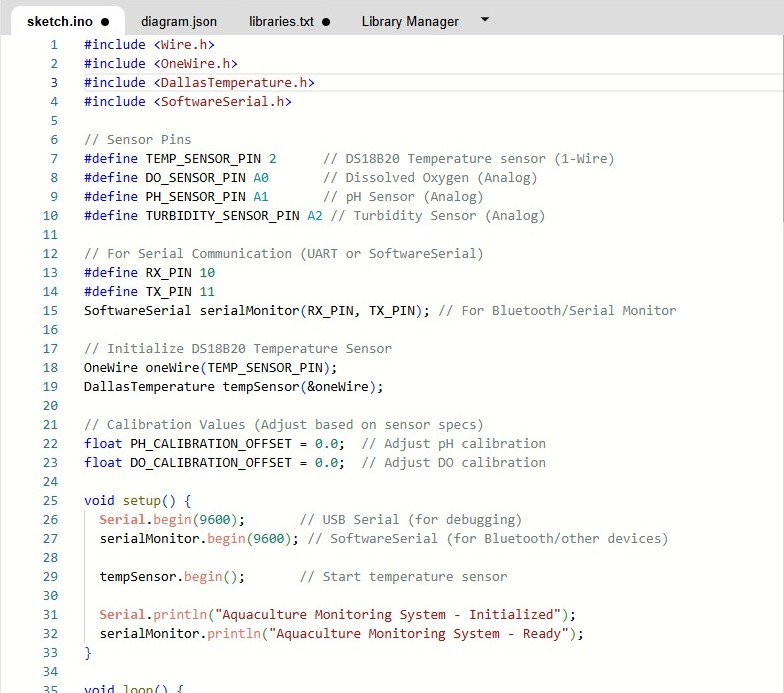 sketch.ino ● diagram.json libraries.txt ● Library Manager
1 #include <Wire.h>
2 #include <OneWire.h>
3 #include <DallasTemperature.h>
4 #include <SoftwareSerial.h>
5
6 // Sensor Pins
7 #define TEMP_SENSOR_PIN 2 // DS18B20 Temperature sensor (1-Wire)
8 #define DO_SENSOR_PIN A0 // Dissolved Oxygen (Analog)
9 #define PH_SENSOR_PIN A1 // pH Sensor (Analog)
10 #define TURBIDITY_SENSOR_PIN A2 // Turbidity Sensor (Analog)
11
12 // For Serial Communication (UART or SoftwareSerial)
13 #define RX_PIN 10
14 #define TX_PIN 11
15 SoftwareSerial serialMonitor(RX_PIN, TX_PIN); // For Bluetooth/Serial Monitor
16
17 // Initialize DS18B20 Temperature Sensor
18 OneWire oneWire(TEMP_SENSOR_PIN);
19 DallasTemperature tempSensor(&oneWire);
20
21 // Calibration Values (Adjust based on sensor specs)
22 float PH_CALIBRATION_OFFSET = 0.0; // Adjust pH calibration
23 float DO_CALIBRATION_OFFSET = 0.0; // Adjust DO calibration
24
25 void setup() {
26 Serial.begin(9600); // USB Serial (for debugging)
27 serialMonitor.begin(9600); // SoftwareSerial (for Bluetooth/other devices)
28
29 tempSensor.begin(); // Start temperature sensor
30
31 Serial.println("Aquaculture Monitoring System - Initialized");
32 serialMonitor.println("Aquaculture Monitoring System - Ready");
33 }
34
35 void loop() {